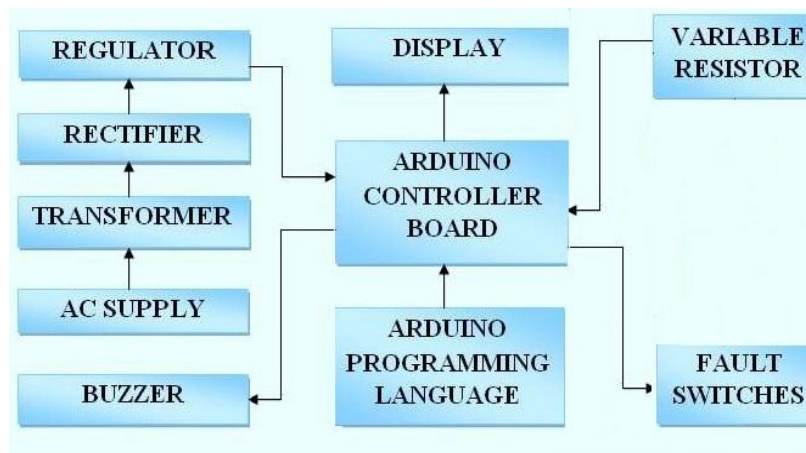 REGULATOR
RECTIFIER
TRANSFORMER
AC SUPPLY
BUZZER
DISPLAY
ARDUINO
CONTROLLER
BOARD
ARDUINO
PROGRAMMING
LANGUAGE
VARIABLE
RESISTOR
FAULT
SWITCHES